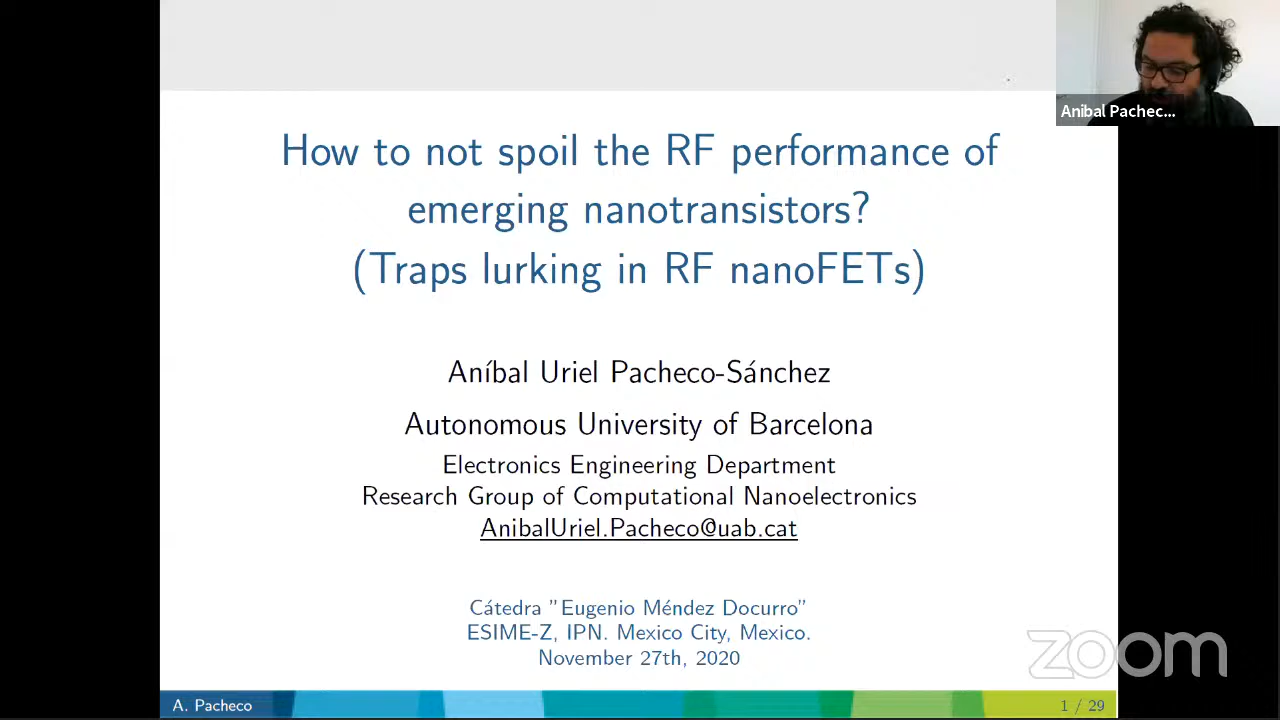 Anibal Pachec...
How to not spoil the RF performance of
emerging nanotransistors?
(Traps lurking in RF nanoFETs)
Aníbal Uriel Pacheco-Sánchez
Autonomous University of Barcelona
Electronics Engineering Department
Research Group of Computational Nanoelectronics
AnibalUriel.Pacheco@uab.cat
Cátedra "Eugenio Méndez Docurro"
ESIME-Z, IPN. Mexico City, Mexico.
November 27th, 2020
zoom
A. Pacheco
1 / 29